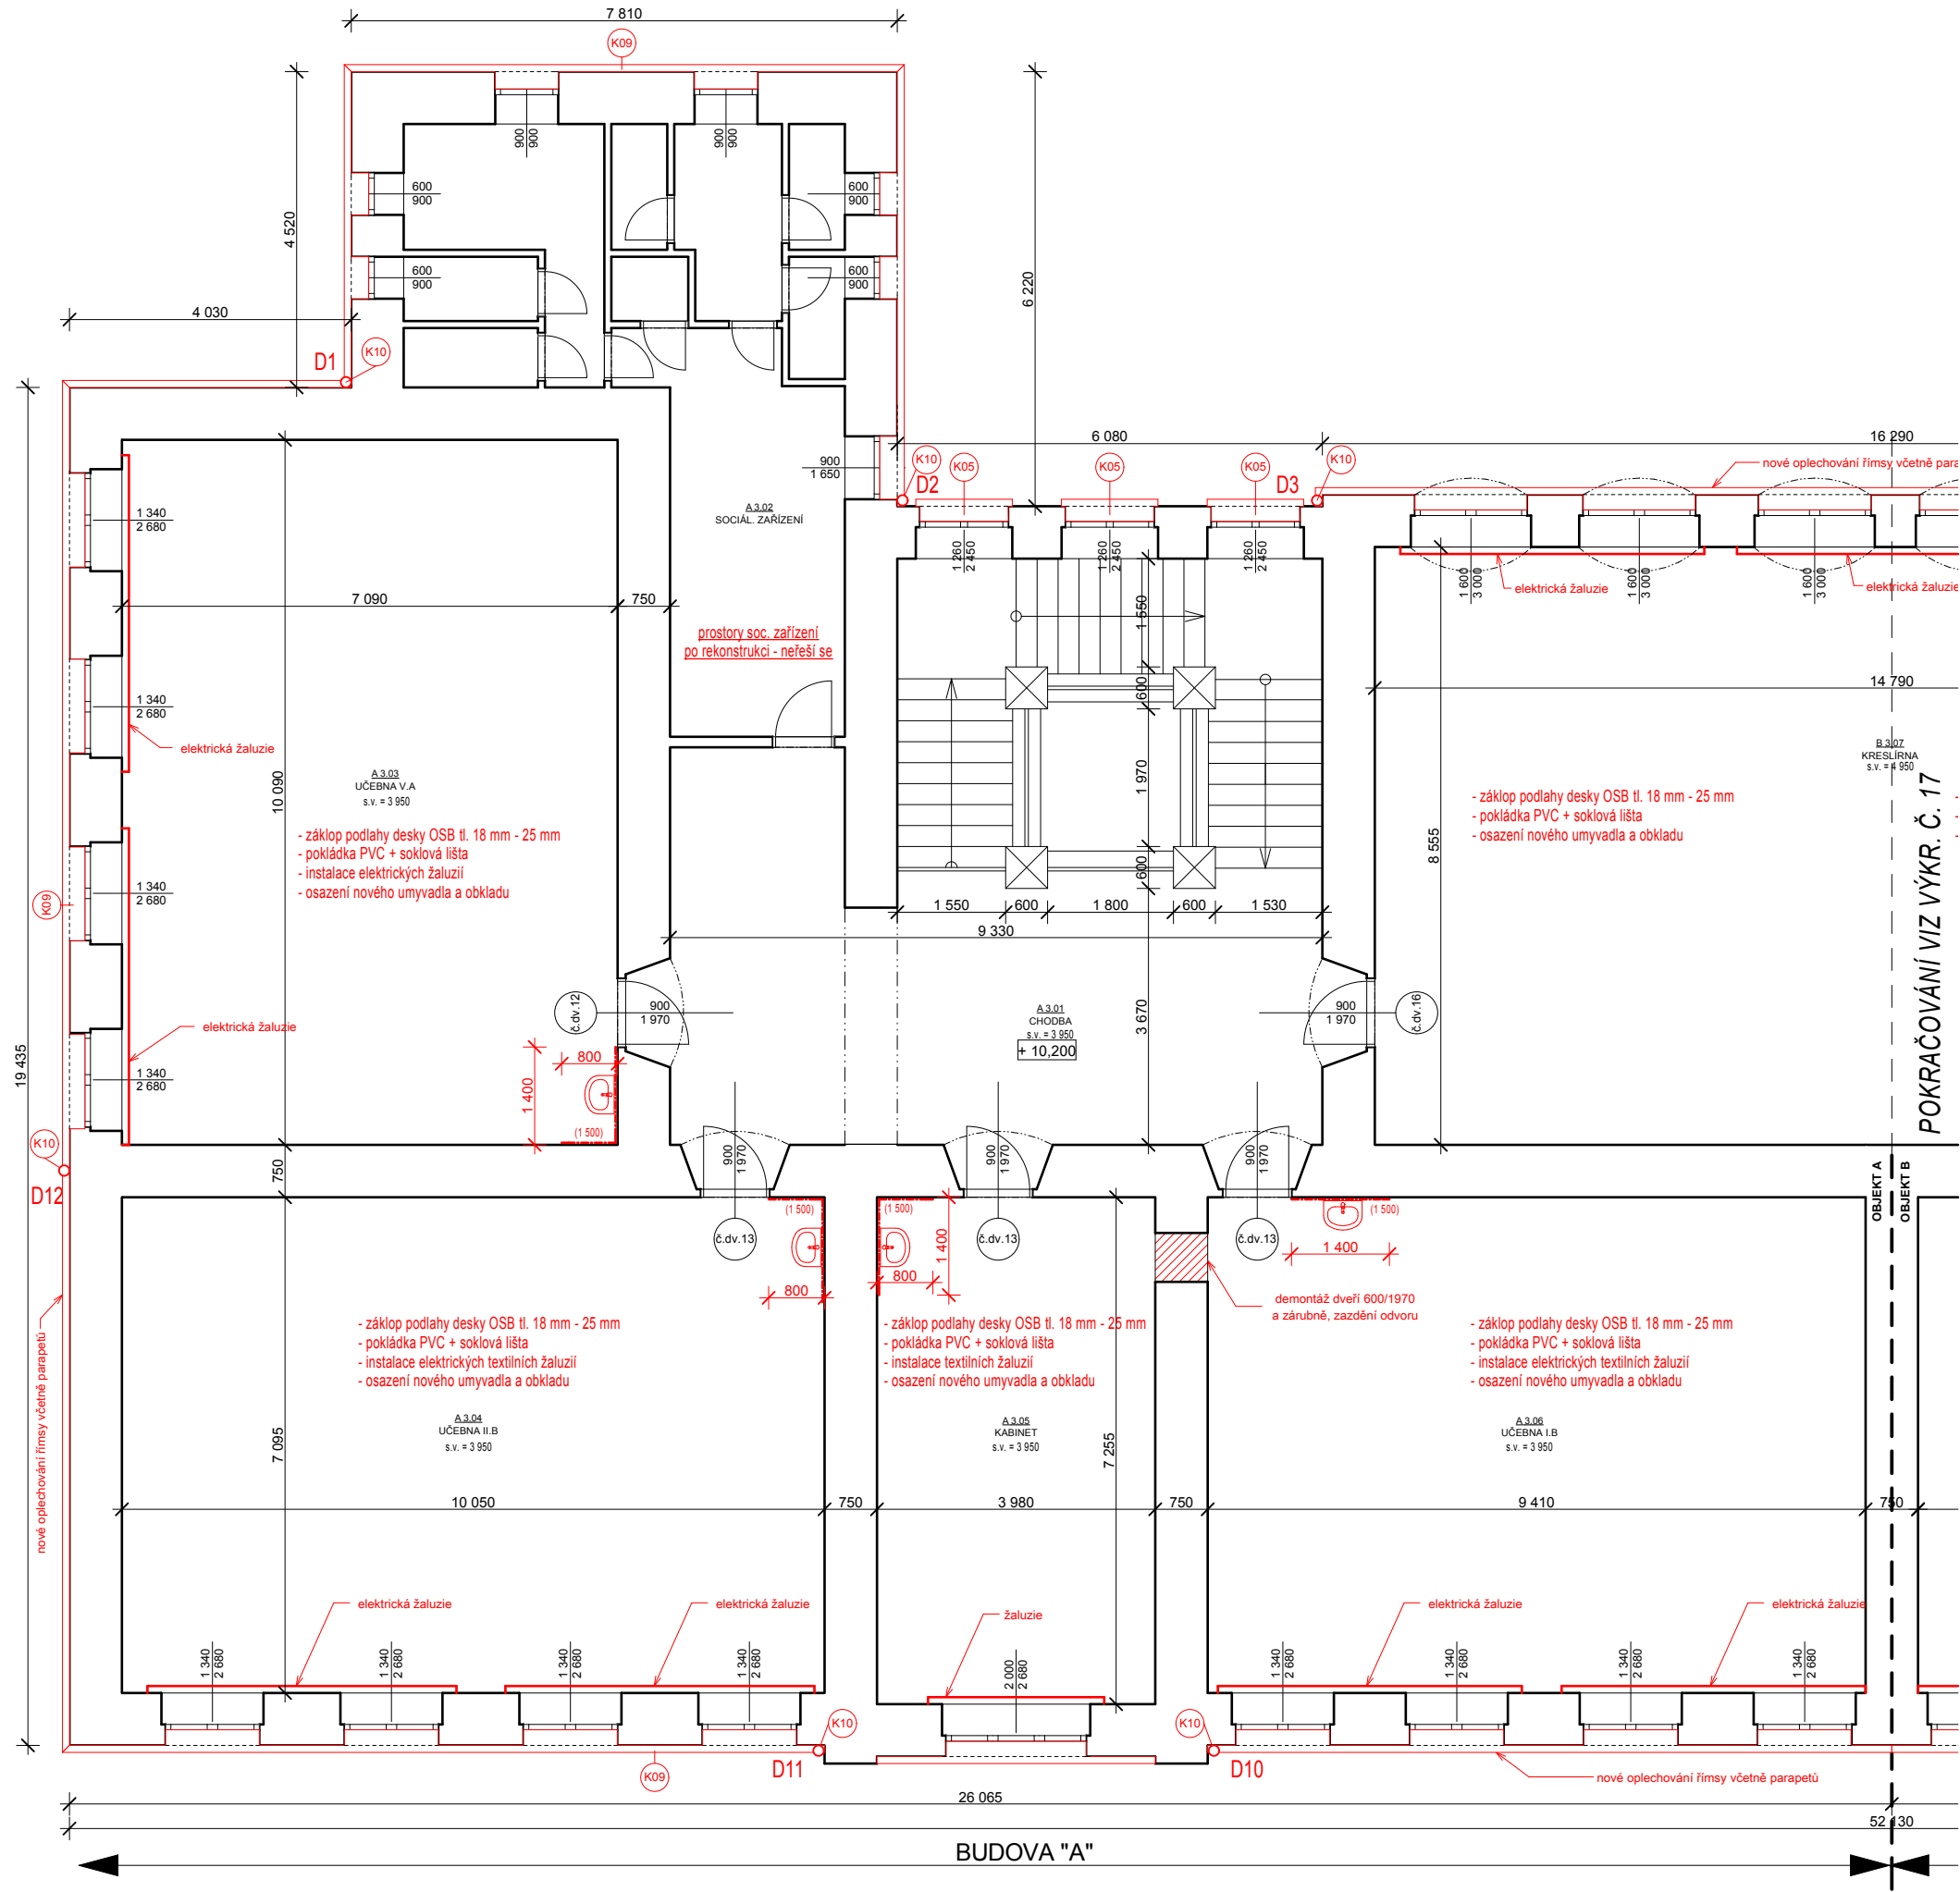 7 810
K09
900
900
900
900
600
900
600
900
600
900
600
900
4 520
6 220
4 030
D1
K10
6 080
16 290
K10
D2
K05
K05
K05
D3
K10
nové oplechování římsy včetně para
900
1 650
A 3.02
SOCIÁL. ZAŘÍZENÍ
1 340
2 680
1 260
2 450
1 260
2 450
1 260
2 450
1 600
3 000
elektrická žaluzie
1 600
3 000
1 600
3 000
elektrická žaluzie
7 090
750
1 550
prostory soc. zařízení
po rekonstrukci - neřeší se
600
14 790
1 340
2 680
elektrická žaluzie
A 3.03
UČEBNA V.A
s.v. = 3 950
10 090
1 970
B 3.07
KRESLÍRNA
s.v. = 4 950
- záklop podlahy desky OSB tl. 18 mm - 25 mm
- pokládka PVC + soklová lišta
- instalace elektrických žaluzií
- osazení nového umyvadla a obkladu
- záklop podlahy desky OSB tl. 18 mm - 25 mm
- pokládka PVC + soklová lišta
- osazení nového umyvadla a obkladu
8 555
POKRAČOVÁNÍ VIZ VÝKR. Č. 17
600
1 340
2 680
K09
1 550
600
1 800
600
1 530
9 330
č.dv.12
900
1 970
A 3.01
CHODBA
s.v. = 3 950
+ 10,200
3 670
900
1 970
č.dv.16
elektrická žaluzie
19 435
1 340
2 680
800
1 400
(1 500)
K10
D12
750
900
1 970
900
1 970
900
1 970
OBJEKT A
OBJEKT B
(1 500)
(1 500)
(1 500)
č.dv.13
č.dv.13
č.dv.13
1 400
1 400
800
800
demontáž dveří 600/1970
a zárubně, zazdění odvoru
- záklop podlahy desky OSB tl. 18 mm - 25 mm
- pokládka PVC + soklová lišta
- instalace elektrických textilních žaluzií
- osazení nového umyvadla a obkladu
- záklop podlahy desky OSB tl. 18 mm - 25 mm
- pokládka PVC + soklová lišta
- instalace textilních žaluzií
- osazení nového umyvadla a obkladu
- záklop podlahy desky OSB tl. 18 mm - 25 mm
- pokládka PVC + soklová lišta
- instalace elektrických textilních žaluzií
- osazení nového umyvadla a obkladu
nové oplechování římsy včetně parapetů
A 3.04
UČEBNA II.B
s.v. = 3 950
A 3.05
KABINET
s.v. = 3 950
A 3.06
UČEBNA I.B
s.v. = 3 950
7 095
7 255
10 050
750
3 980
750
9 410
750
elektrická žaluzie
elektrická žaluzie
žaluzie
elektrická žaluzie
elektrická žaluzie
1 340
2 680
1 340
2 680
1 340
2 680
1 340
2 680
2 000
2 680
1 340
2 680
1 340
2 680
1 340
2 680
1 340
2 680
K10
K10
K09
D11
D10
nové oplechování římsy včetně parapetů
26 065
52 130
BUDOVA "A"